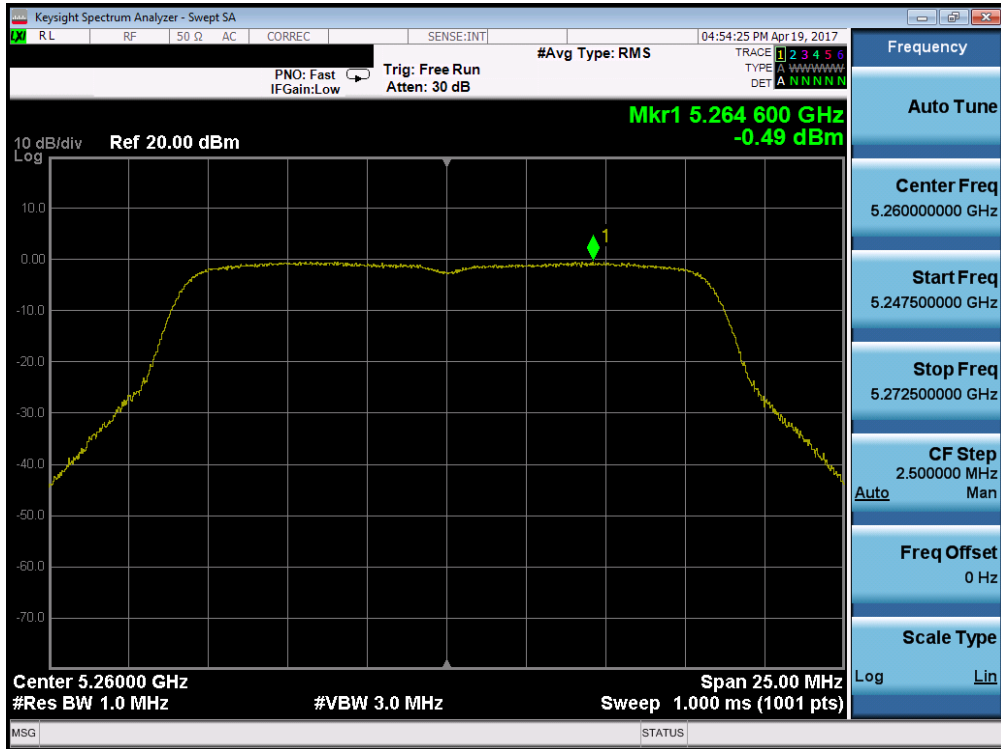 Keysight Spectrum Analyzer - Swept SA
LXI RL RF 50 Ω AC CORREC SENSE:INT 04:54:25 PM Apr 19, 2017
#Avg Type: RMS
TRACE 1 2 3 4 5 6
PNO: Fast Trig: Free Run
TYPE A WWWWW
IFGain:Low Atten: 30 dB
DET A N N N N N
Mkr1 5.264 600 GHz
-0.49 dBm
10 dB/div Ref 20.00 dBm
Log
10.0
0.00
-10.0
-20.0
-30.0
-40.0
-50.0
-60.0
-70.0
1
Center 5.26000 GHz Span 25.00 MHz
#Res BW 1.0 MHz #VBW 3.0 MHz Sweep 1.000 ms (1001 pts)
MSG STATUS
Frequency
Auto Tune
Center Freq
5.260000000 GHz
Start Freq
5.247500000 GHz
Stop Freq
5.272500000 GHz
CF Step
2.500000 MHz
Auto Man
Freq Offset
0 Hz
Scale Type
Log Lin